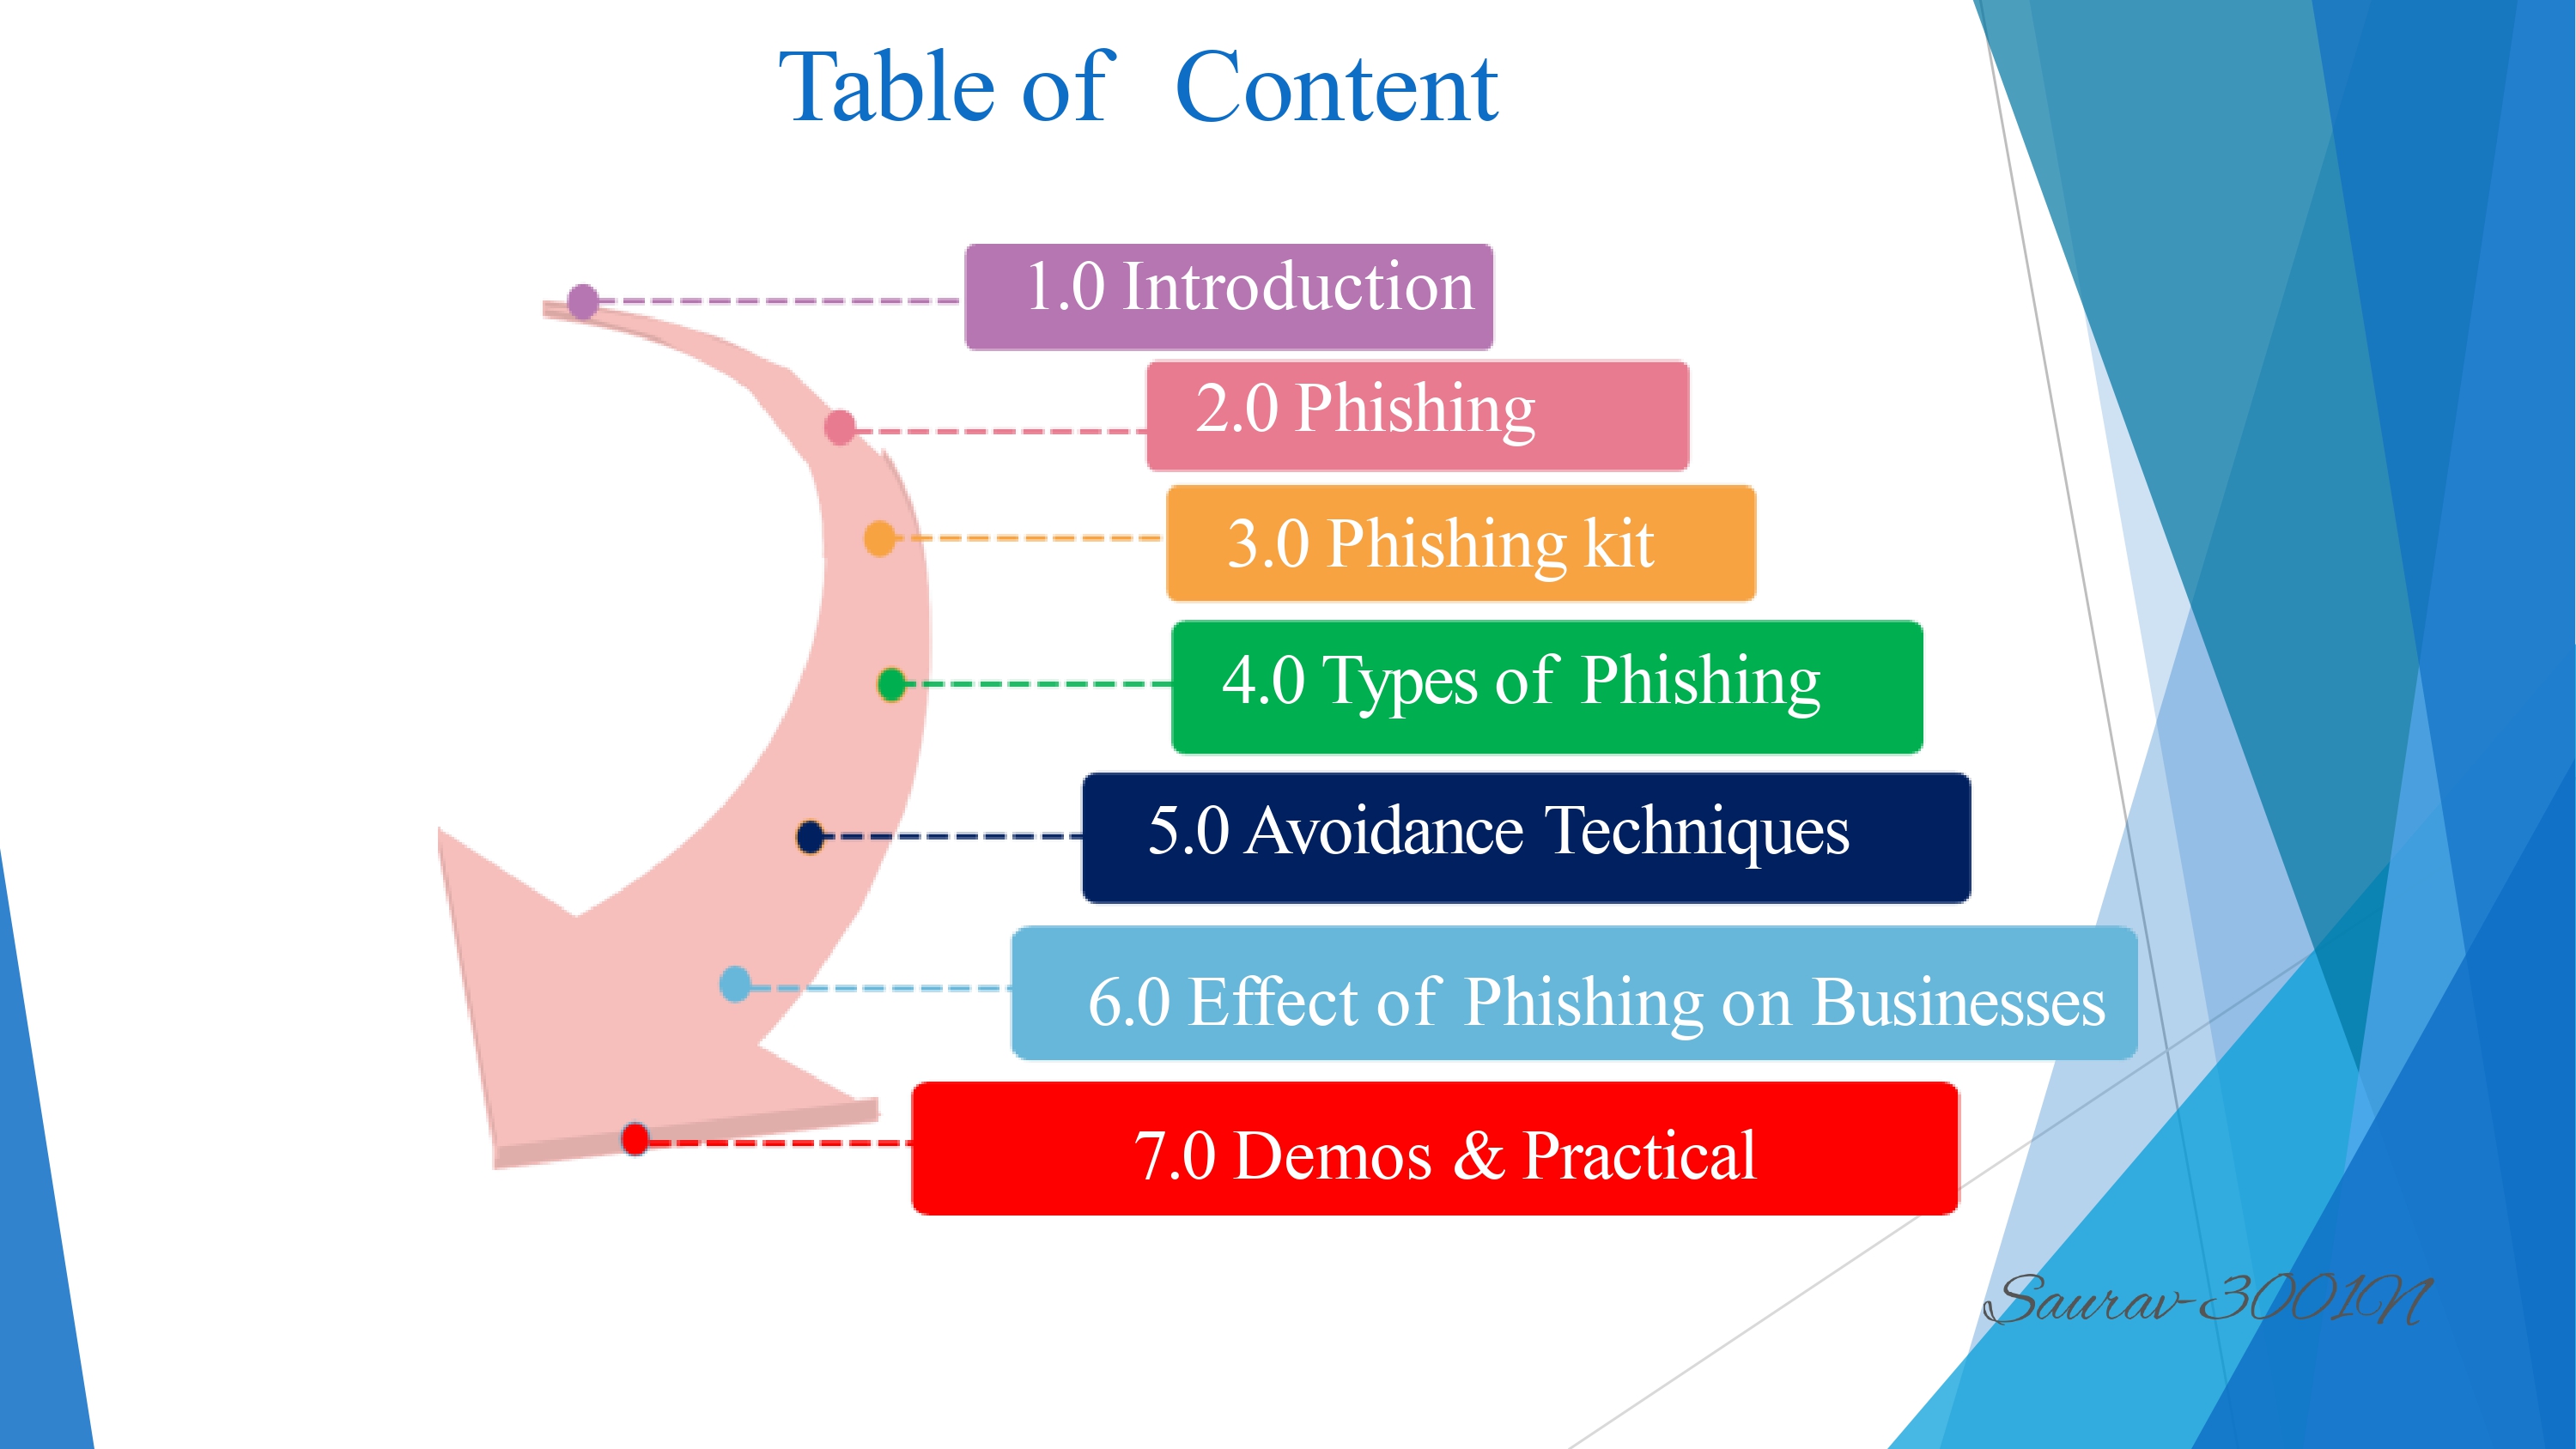 Table of Content
1.0 Introduction
2.0 Phishing
3.0 Phishing kit
4.0 Types of Phishing
5.0 Avoidance Techniques
6.0 Effect of Phishing on Businesses
7.0 Demos & Practical
Saurav-3001N